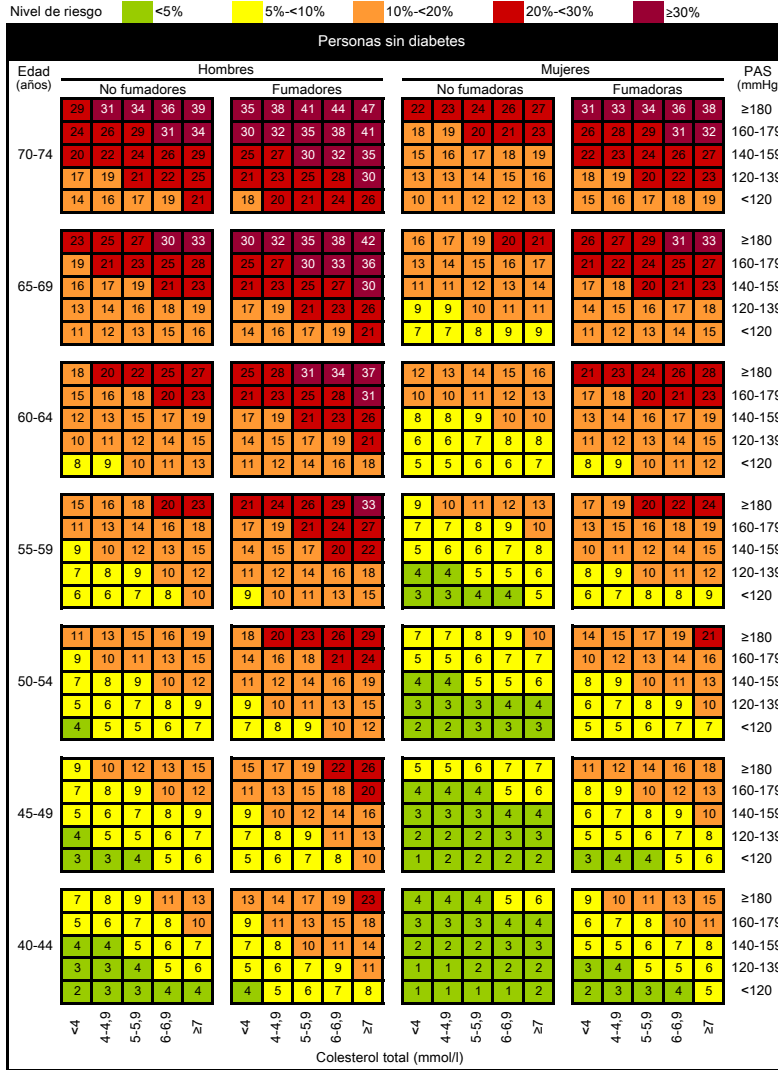 Nivel de riesgo <5% 5%-<10% 10%-<20% 20%-<30% ≥30%
Personas sin diabetes
Edad (años) Hombres Mujeres PAS (mmHg)
No fumadores Fumadores No fumadoras Fumadoras
29 31 34 36 39 35 38 41 44 47 22 23 24 26 27 31 33 34 36 38 ≥180
24 26 29 31 34 30 32 35 38 41 18 19 20 21 23 26 28 29 31 32 160-179
70-74 20 22 24 26 29 25 27 30 32 35 15 16 17 18 19 22 23 24 26 27 140-159
17 19 21 22 25 21 23 25 28 30 13 13 14 15 16 18 19 20 22 23 120-139
14 16 17 19 21 18 20 21 24 26 10 11 12 12 13 15 16 17 18 19 <120
23 25 27 30 33 30 32 35 38 42 16 17 19 20 21 26 27 29 31 33 ≥180
19 21 23 25 28 25 27 30 33 36 13 14 15 16 17 21 22 24 25 27 160-179
65-69 16 17 19 21 23 21 23 25 27 30 11 11 12 13 14 17 18 20 21 23 140-159
13 14 16 18 19 17 19 21 23 26 9 9 10 11 11 14 15 16 17 18 120-139
11 12 13 15 16 14 16 17 19 21 7 7 8 9 9 11 12 13 14 15 <120
18 20 22 25 27 25 28 31 34 37 12 13 14 15 16 21 23 24 26 28 ≥180
15 16 18 20 23 21 23 25 28 31 10 10 11 12 13 17 18 20 21 23 160-179
60-64 12 13 15 17 19 17 19 21 23 26 8 8 9 10 10 13 14 16 17 19 140-159
10 11 12 14 15 14 15 17 19 21 6 6 7 8 8 11 12 13 14 15 120-139
8 9 10 11 13 11 12 14 16 18 5 5 6 6 7 8 9 10 11 12 <120
15 16 18 20 23 21 24 26 29 33 9 10 11 12 13 17 19 20 22 24 ≥180
11 13 14 16 18 17 19 21 24 27 7 7 8 9 10 13 15 16 18 19 160-179
55-59 9 10 12 13 15 14 15 17 20 22 5 6 6 7 8 10 11 12 14 15 140-159
7 8 9 10 12 11 12 14 16 18 4 4 5 5 6 8 9 10 11 12 120-139
6 6 7 8 10 9 10 11 13 15 3 3 4 4 5 6 7 8 8 9 <120
11 13 15 16 19 18 20 23 26 29 7 7 8 9 10 14 15 17 19 21 ≥180
9 10 11 13 15 14 16 18 21 24 5 5 6 7 7 10 12 13 14 16 160-179
50-54 7 8 9 10 12 11 12 14 16 19 4 4 5 5 6 8 9 10 11 13 140-159
5 6 7 8 9 9 10 11 13 15 3 3 3 4 4 6 7 8 9 10 120-139
4 5 5 6 7 7 8 9 10 12 2 2 3 3 3 5 5 6 7 7 <120
9 10 12 13 15 15 17 19 22 26 5 5 6 7 7 11 12 14 16 18 ≥180
7 8 9 10 12 11 13 15 18 20 4 4 4 5 6 8 9 10 12 13 160-179
45-49 5 6 7 8 9 9 10 12 14 16 3 3 3 4 4 6 7 8 9 10 140-159
4 5 5 6 7 7 8 9 11 13 2 2 2 3 3 5 5 6 7 8 120-139
3 3 4 5 6 5 6 7 8 10 1 2 2 2 2 3 4 4 5 6 <120
7 8 9 11 13 13 14 17 19 23 4 4 4 5 6 9 10 11 13 15 ≥180
5 6 7 8 10 9 11 13 15 18 3 3 3 4 4 6 7 8 10 11 160-179
40-44 4 4 5 6 7 7 8 10 11 14 2 2 2 3 3 5 5 6 7 8 140-159
3 3 4 5 6 5 6 7 9 11 1 1 2 2 2 3 4 5 5 6 120-139
2 3 3 4 4 4 5 6 7 8 1 1 1 1 2 2 3 3 4 5 <120
<4 4-4,9 5-5,9 6-6,9 ≥7 <4 4-4,9 5-5,9 6-6,9 ≥7 <4 4-4,9 5-5,9 6-6,9 ≥7 <4 4-4,9 5-5,9 6-6,9 ≥7
Colesterol total (mmol/l)